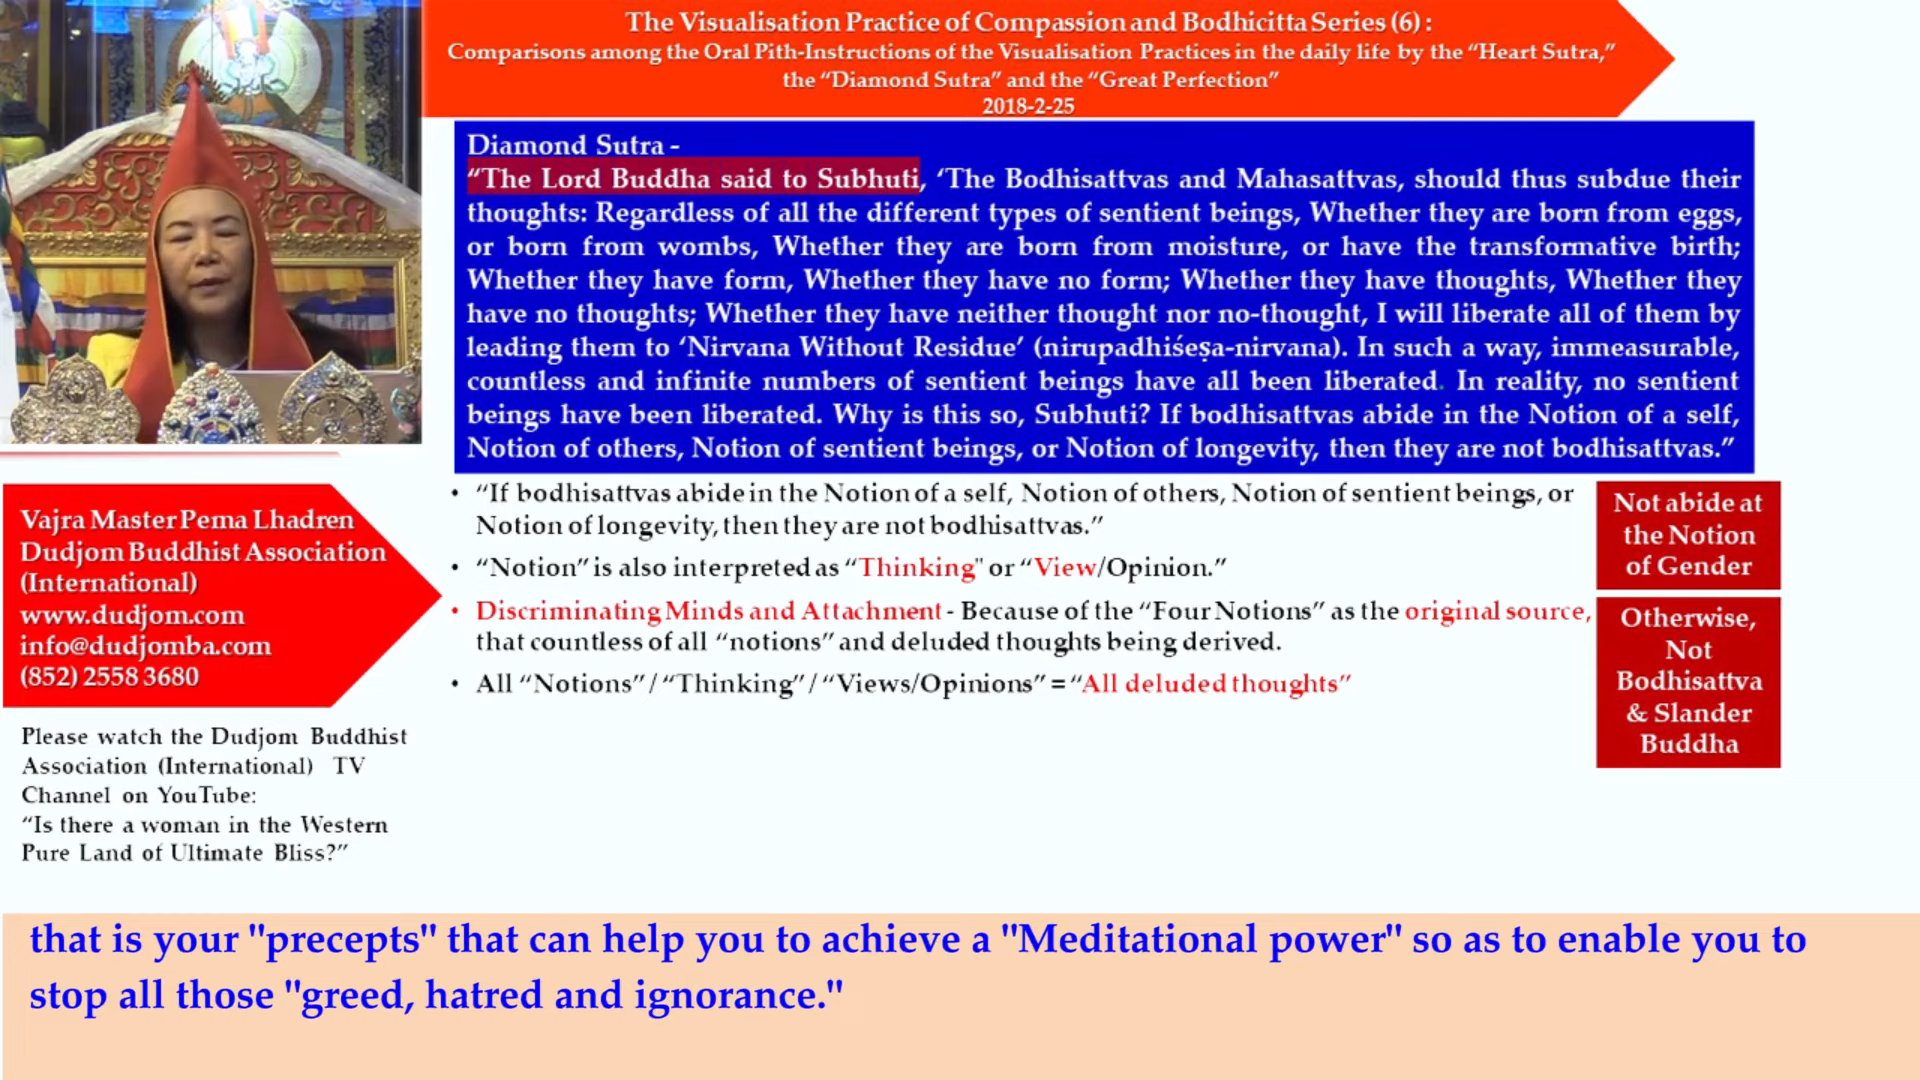 The Visualisation Practice of Compassion and Bodhicitta Series (6) :
Comparisons among the Oral Pith-Instructions of the Visualisation Practices in the daily life by the “Heart Sutra,”
the “Diamond Sutra” and the “Great Perfection”
2018-2-25
Diamond Sutra -
“The Lord Buddha said to Subhuti, ‘The Bodhisattvas and Mahasattvas, should thus subdue their
thoughts: Regardless of all the different types of sentient beings, Whether they are born from eggs,
or born from wombs, Whether they are born from moisture, or have the transformative birth;
Whether they have form, Whether they have no form; Whether they have thoughts, Whether they
have no thoughts; Whether they have neither thought nor no-thought, I will liberate all of them by
leading them to ‘Nirvana Without Residue’ (nirupadhiśeṣa-nirvana). In such a way, immeasurable,
countless and infinite numbers of sentient beings have all been liberated. In reality, no sentient
beings have been liberated. Why is this so, Subhuti? If bodhisattvas abide in the Notion of a self,
Notion of others, Notion of sentient beings, or Notion of longevity, then they are not bodhisattvas.”
• “If bodhisattvas abide in the Notion of a self, Notion of others, Notion of sentient beings, or
Notion of longevity, then they are not bodhisattvas.”
• “Notion” is also interpreted as “Thinking" or “View/Opinion.”
• Discriminating Minds and Attachment - Because of the “Four Notions” as the original source,
that countless of all “notions” and deluded thoughts being derived.
• All “Notions” / “Thinking” / “Views/Opinions” = “All deluded thoughts”
Not abide at
the Notion
of Gender
Otherwise,
Not
Bodhisattva
& Slander
Buddha
Vajra Master Pema Lhadren
Dudjom Buddhist Association
(International)
www.dudjom.com
info@dudjomba.com
(852) 2558 3680
Please watch the Dudjom Buddhist
Association (International) TV
Channel on YouTube:
“Is there a woman in the Western
Pure Land of Ultimate Bliss?”
that is your "precepts" that can help you to achieve a "Meditational power" so as to enable you to
stop all those "greed, hatred and ignorance."